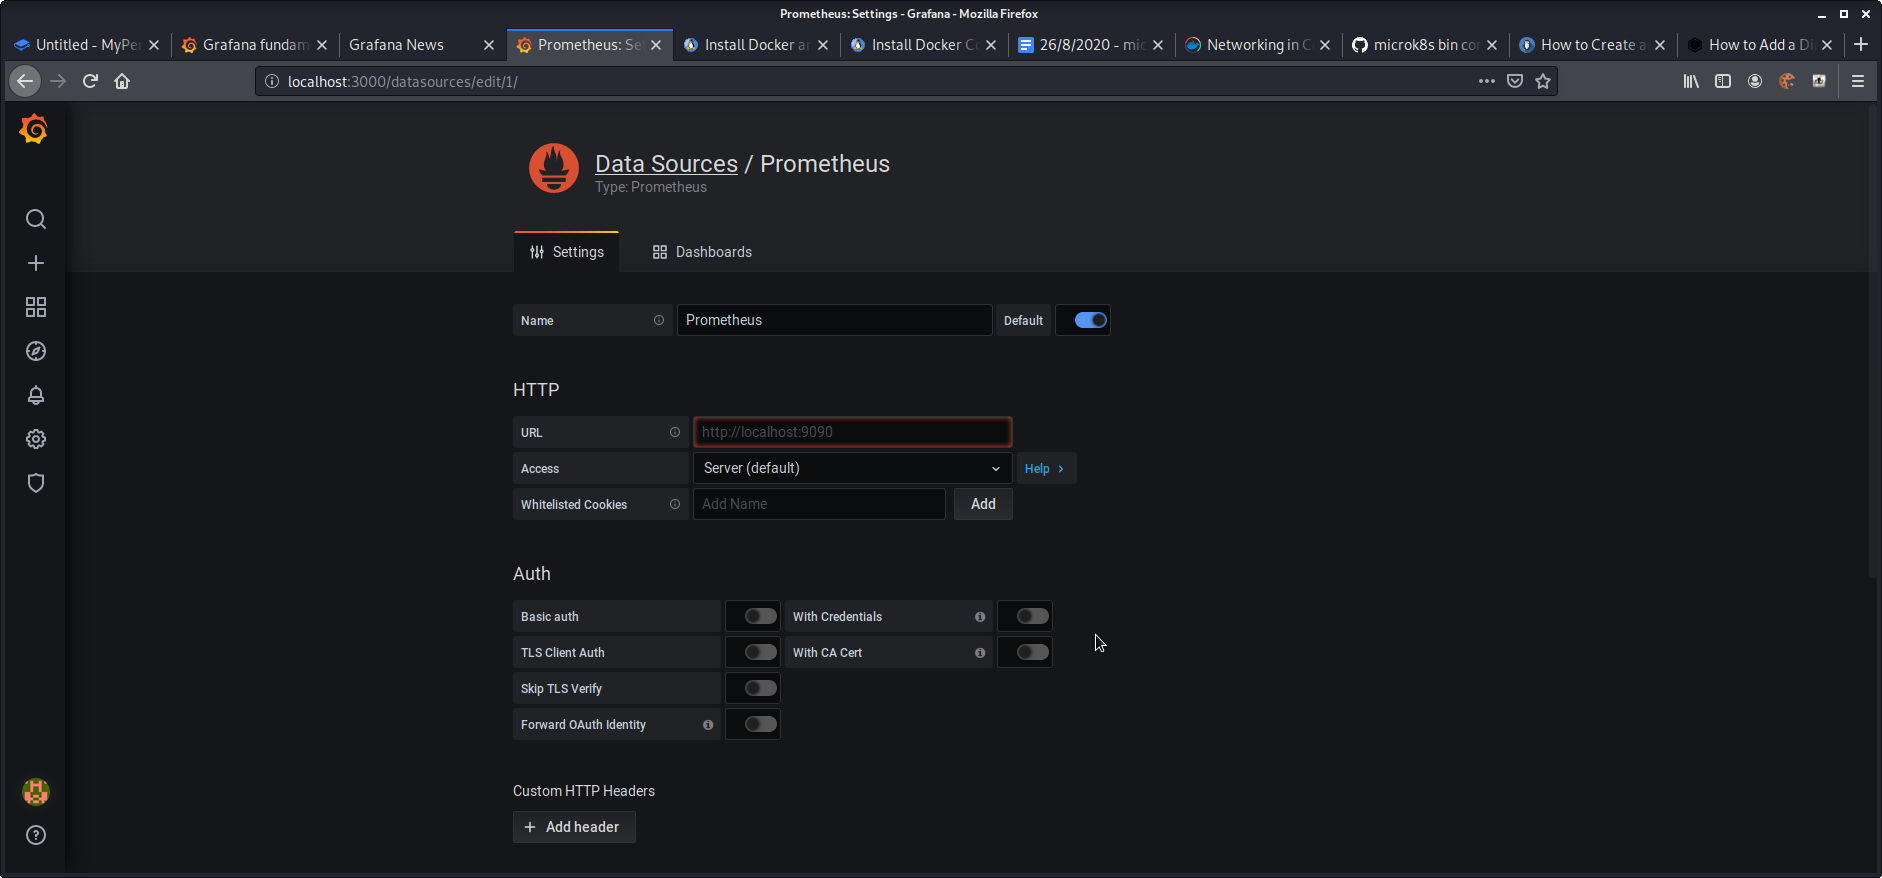 Prometheus: Settings - Grafana - Mozilla Firefox
Untitled - MyPer
Grafana fundam
Grafana News
Prometheus: Se
Install Docker an
Install Docker Co
26/8/2020 - mic
Networking in C
microk8s bin con
How to Create a
How to Add a Di
localhost:3000/datasources/edit/1/
Data Sources / Prometheus
Type: Prometheus
Settings
Dashboards
Name Prometheus Default
HTTP
URL http://localhost:9090
Access Server (default) Help
Whitelisted Cookies Add Name Add
Auth
Basic auth With Credentials
TLS Client Auth With CA Cert
Skip TLS Verify
Forward OAuth Identity
Custom HTTP Headers
Add header